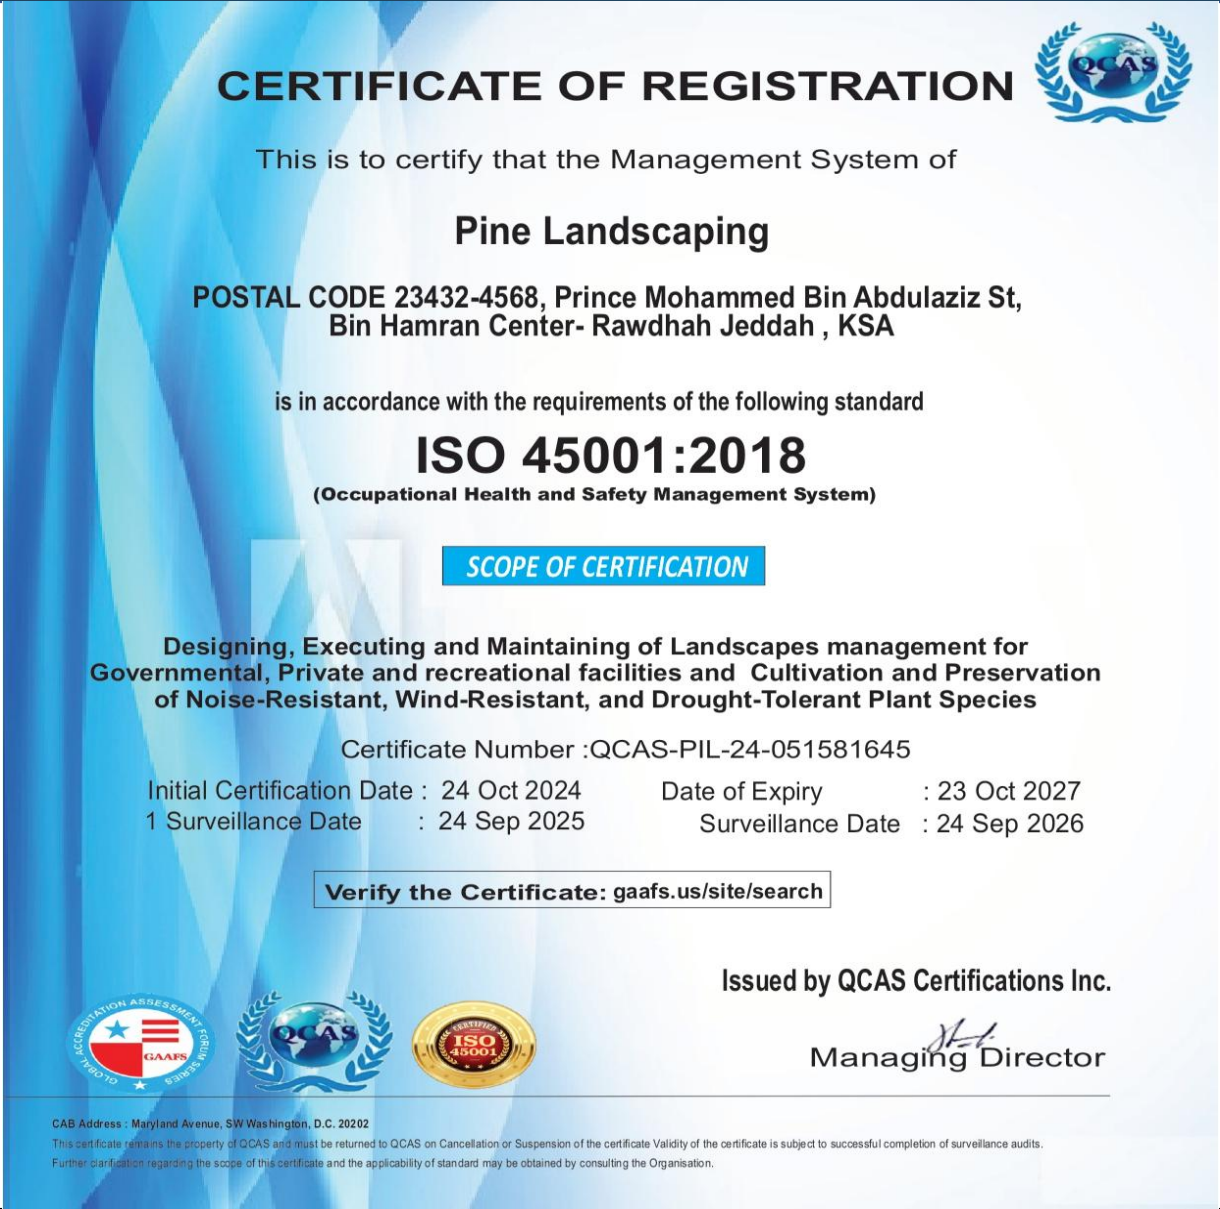 QCAS
CERTIFICATE OF REGISTRATION
This is to certify that the Management System of
Pine Landscaping
POSTAL CODE 23432-4568, Prince Mohammed Bin Abdulaziz St,
Bin Hamran Center- Rawdhah Jeddah , KSA
is in accordance with the requirements of the following standard
ISO 45001:2018
(Occupational Health and Safety Management System)
SCOPE OF CERTIFICATION
Designing, Executing and Maintaining of Landscapes management for
Governmental, Private and recreational facilities and Cultivation and Preservation
of Noise-Resistant, Wind-Resistant, and Drought-Tolerant Plant Species
Certificate Number :QCAS-PIL-24-051581645
Initial Certification Date : 24 Oct 2024 Date of Expiry : 23 Oct 2027
1 Surveillance Date : 24 Sep 2025 Surveillance Date : 24 Sep 2026
Verify the Certificate: gaafs.us/site/search
Issued by QCAS Certifications Inc.
Managing Director
GLOBAL ACCREDITATION ASSESSMENT FORUM SERIES
GAAFS
QCAS
CERTIFIED
ISO
45001
CAB Address : Maryland Avenue, SW Washington, D.C. 20202
This certificate remains the property of QCAS and must be returned to QCAS on Cancellation or Suspension of the certificate Validity of the certificate is subject to successful completion of surveillance audits.
Further clarification regarding the scope of this certificate and the applicability of standard may be obtained by consulting the Organisation.